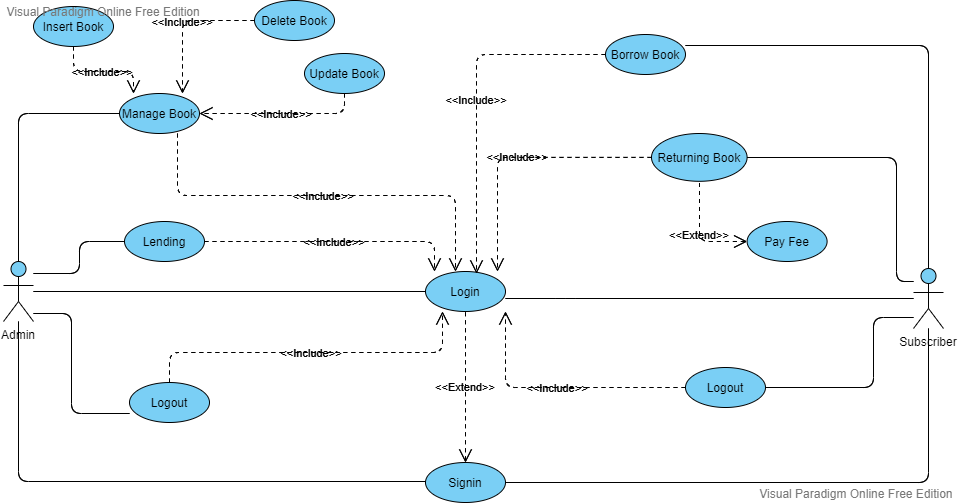 Visual Paradigm Online Free Edition
Insert Book
<<Include>>
Delete Book
Borrow Book
<<Include>>
Update Book
<<Include>>
Manage Book
<<Include>>
<<Include>>
Returning Book
<<Include>>
<<Extend>>
Lending
<<Include>>
Pay Fee
Login
Admin
Subscriber
<<Include>>
<<Extend>>
<<Include>>
Logout
Logout
Signin
Visual Paradigm Online Free Edition